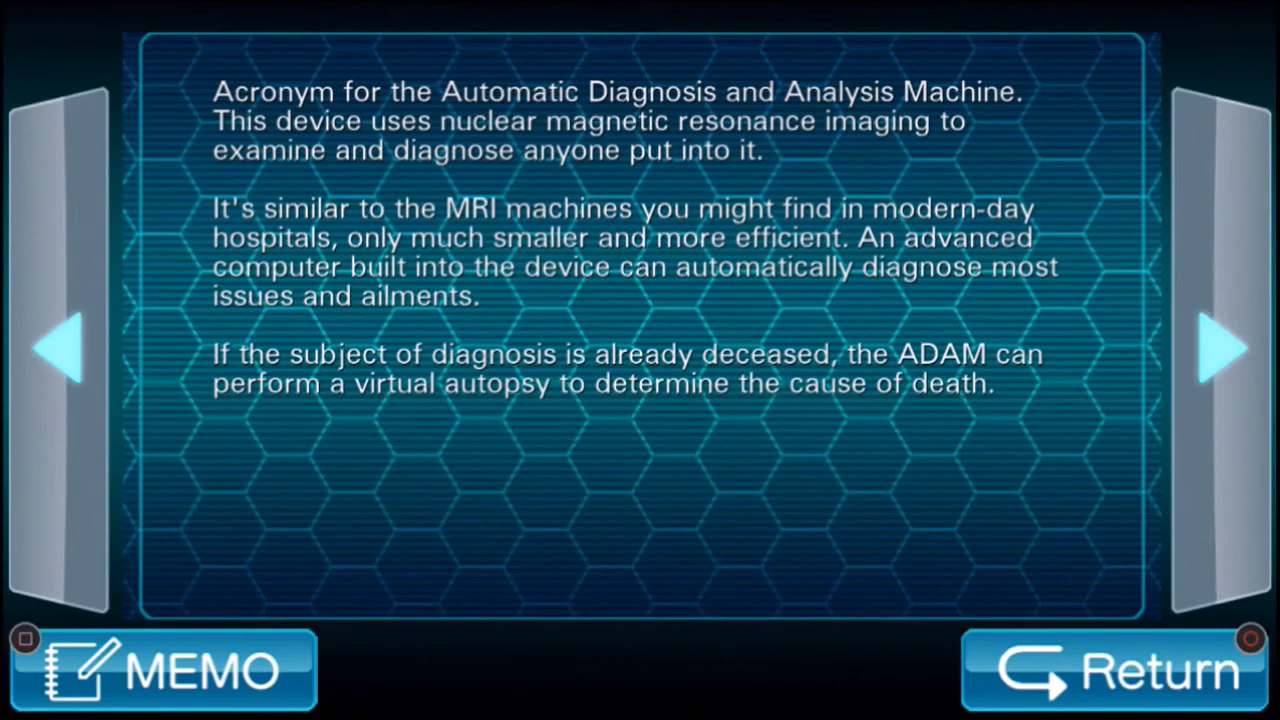 Acronym for the Automatic Diagnosis and Analysis Machine.
This device uses nuclear magnetic resonance imaging to
examine and diagnose anyone put into it.
It's similar to the MRI machines you might find in modern-day
hospitals, only much smaller and more efficient. An advanced
computer built into the device can automatically diagnose most
issues and ailments.
If the subject of diagnosis is already deceased, the ADAM can
perform a virtual autopsy to determine the cause of death.
MEMO
Return